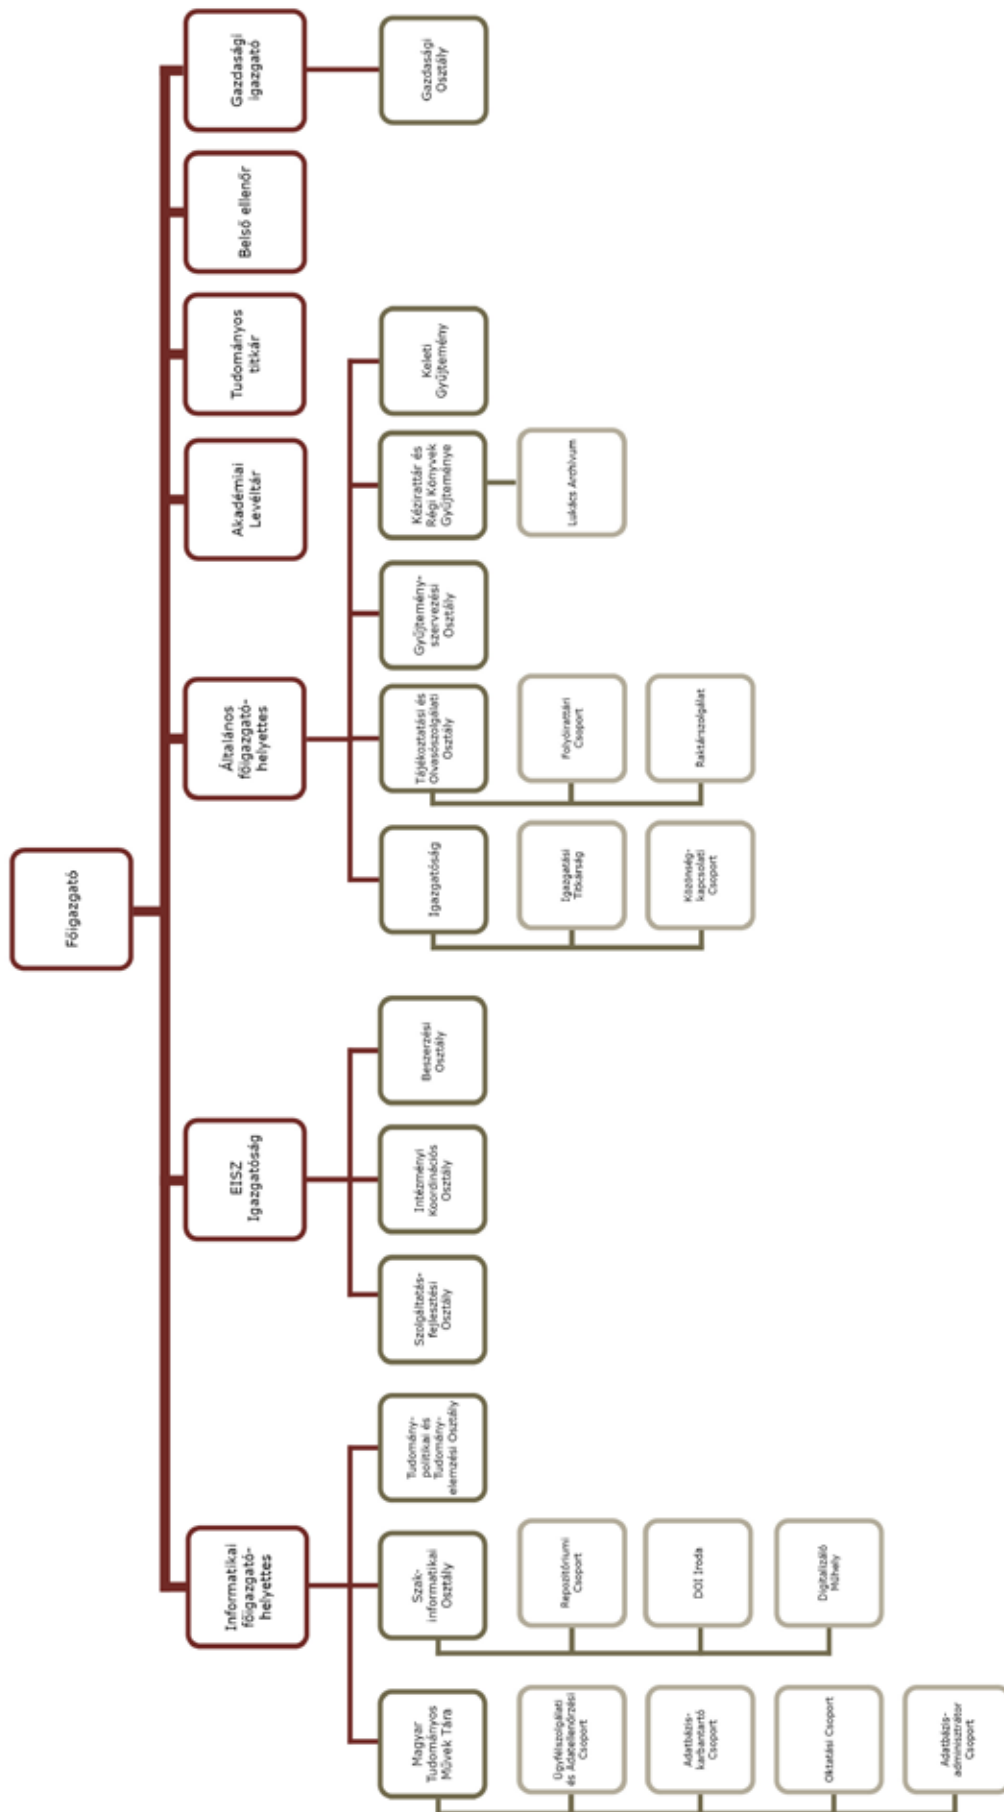 Főigazgató
Informatikai
főigazgató-
helyettes
EISZ
Igazgatóság
Általános
főigazgató-
helyettes
Akadémiai
Levéltár
Tudományos
titkár
Belső ellenőr
Gazdasági
igazgató
Magyar
Tudományos
Művek Tára
Szak-
informatikai
Osztály
Tudomány-
politikai és
Tudomány-
elemzési Osztály
Szolgáltatás-
fejlesztési
Osztály
Intézményi
Koordinációs
Osztály
Beszerzési
Osztály
Igazgatóság
Tájékoztatási és
Olvasószolgálati
Osztály
Gyűjtemény-
szervezési
Osztály
Kézirattár és
Régi Könyvek
Gyűjteménye
Keleti
Gyűjtemény
Gazdasági
Osztály
Ügyfélszolgálati
és Adatellenőrzési
Csoport
Repozitóriumi
Csoport
Igazgatási
Titkárság
Folyóirattári
Csoport
Lukács Archívum
Adatbázis-
karbantartó
Csoport
DOI Iroda
Közönség-
kapcsolati
Csoport
Raktárszolgálat
Oktatási Csoport
Digitalizáló
Műhely
Adatbázis-
adminisztrátor
Csoport